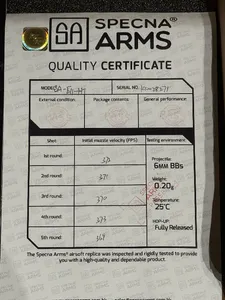 SA
SPECNA®
ARMS
QUALITY CERTIFICATE
MODEL:
SERIAL NO.:
External condition:
Package contents:
General performance:
Shot:
Initial muzzle velocity (FPS)
Testing environment:
1st round:
2nd round:
3rd round:
370
4th round:
5th round:
Projectile:
6mm BBs
Weight:
0.20g
Temperature:
25°C
HOP-UP:
Fully Released
The Specna Arms® airsoft replice was inspected and rigidly tested to provide
you with a high-quality and dependable product.